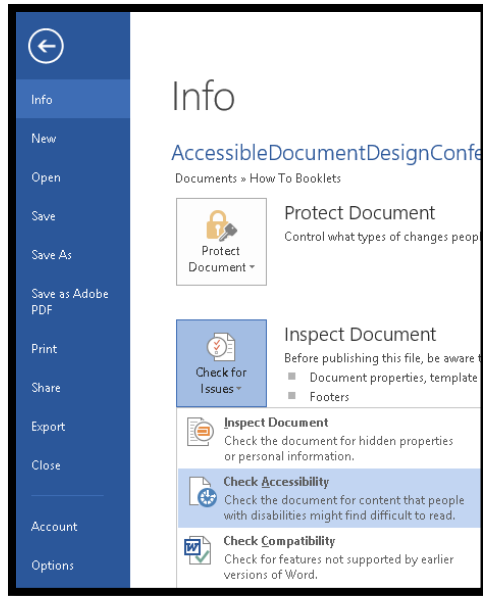 Info
New
Open
Save
Save As
Save as Adobe
PDF
Print
Share
Export
Close
Account
Options
Info
AccessibleDocumentDesignConfe
Documents » How To Booklets
Protect
Document
Protect Document
Control what types of changes peopl
Check for
Issues
Inspect Document
Before publishing this file, be aware t
Document properties, template
Footers
Inspect Document
Check the document for hidden properties
or personal information.
Check Accessibility
Check the document for content that people
with disabilities might find difficult to read.
Check Compatibility
Check for features not supported by earlier
versions of Word.